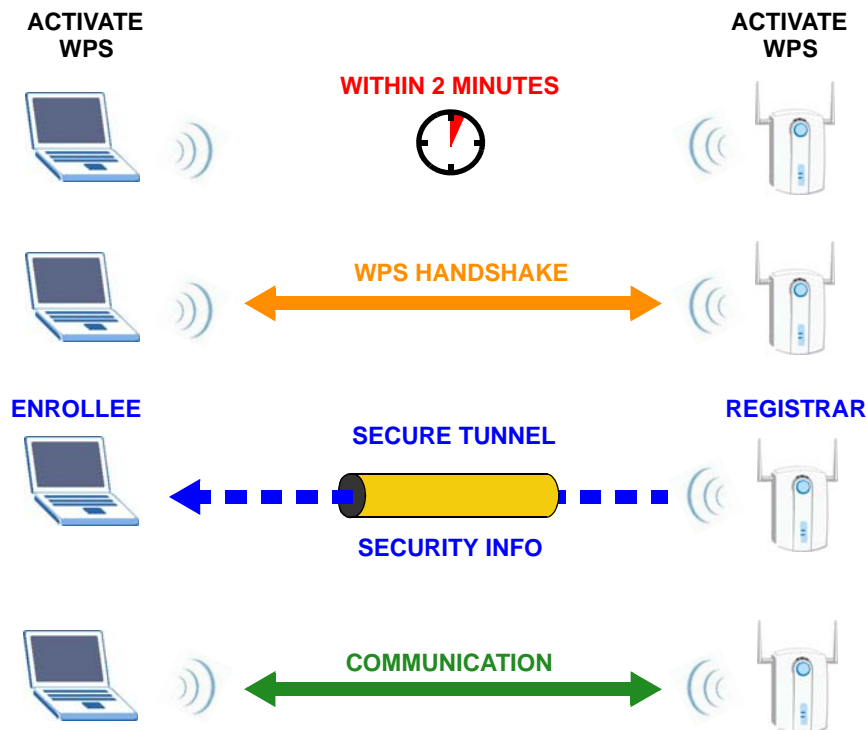 ACTIVATE
WPS
ACTIVATE
WPS
WITHIN 2 MINUTES
WPS HANDSHAKE
ENROLLEE
REGISTRAR
SECURE TUNNEL
SECURITY INFO
COMMUNICATION